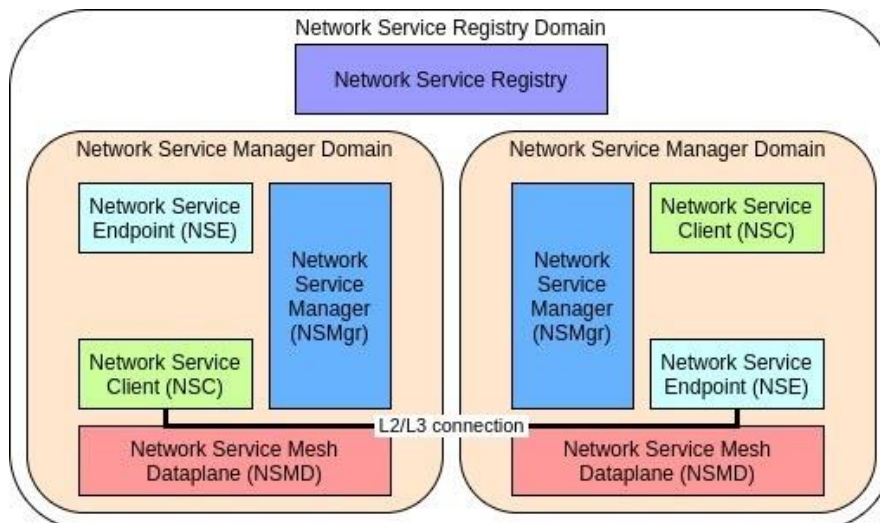 Network Service Registry Domain
Network Service Registry
Network Service Manager Domain
Network Service
Endpoint (NSE)
Network
Service
Manager
(NSMgr)
Network Service
Client (NSC)
Network Service Mesh
Dataplane (NSMD)
Network Service Manager Domain
Network
Service
Manager
(NSMgr)
Network Service
Client (NSC)
Network Service
Endpoint (NSE)
L2/L3 connection
Network Service Mesh
Dataplane (NSMD)